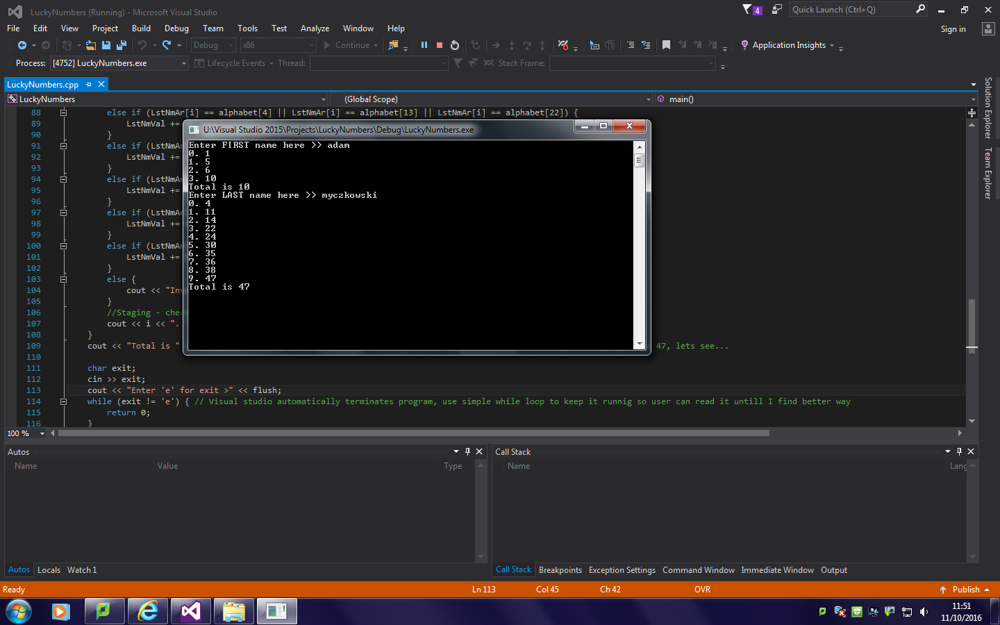 LuckyNumbers (Running) - Microsoft Visual Studio
4
Quick Launch (Ctrl+Q)
File Edit View Project Build Debug Team Tools Test Analyze Window Help
Sign in
Debug x86 Continue Application Insights
Process: [4752] LuckyNumbers.exe Lifecycle Events Thread: Stack Frame:
LuckyNumbers.cpp
LuckyNumbers (Global Scope) main()
88 else if (LstNmAr[i] == alphabet[4] || LstNmAr[i] == alphabet[13] || LstNmAr[i] == alphabet[22]) {
89 LstNmVal +=
90 }
91 else if (LstNmA
92 LstNmVal +=
93 }
94 else if (LstNmA
95 LstNmVal +=
96 }
97 else if (LstNmA
98 LstNmVal +=
99 }
100 else if (LstNmA
101 LstNmVal +=
102 }
103 else {
104 cout << "Inv
105 }
106 //Staging - chec
107 cout << i << ".
108 }
109 cout << "Total is " 47, lets see...
110
111 char exit;
112 cin >> exit;
113 cout << "Enter 'e' for exit >" << flush;
114 while (exit != 'e') { // Visual studio automatically terminates program, use simple while loop to keep it runnig so user can read it untill I find better way
115 return 0;
116 }
U:\Visual Studio 2015\Projects\LuckyNumbers\Debug\LuckyNumbers.exe
Enter FIRST name here >> adam
0. 1
1. 5
2. 6
3. 10
Total is 10
Enter LAST name here >> myczkowski
0. 4
1. 11
2. 14
3. 22
4. 24
5. 30
6. 35
7. 36
8. 38
9. 47
Total is 47
Solution Explorer
Team Explorer
100 %
Autos
Name Value Type
Call Stack
Name Lang
Autos Locals Watch 1
Call Stack Breakpoints Exception Settings Command Window Immediate Window Output
Ready Ln 113 Col 45 Ch 42 OVR Publish
11:51
11/10/2016